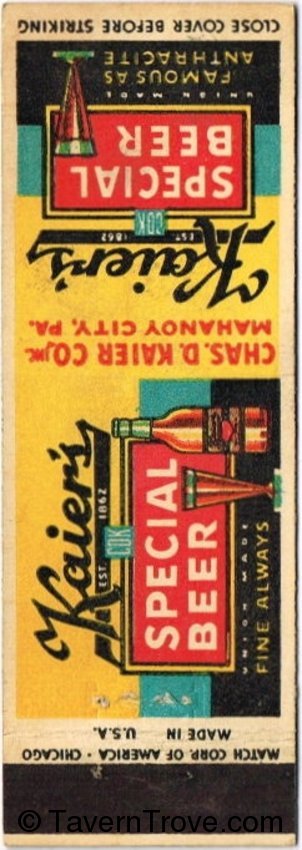 CLOSE COVER BEFORE STRIKING
FAMOUS AS
ANTHRACITE
UNION MADE
SPECIAL
BEER
CDK
EST. 1862
Kaier's
CHAS. D. KAIER CO., INC.
MAHANOY CITY, PA.
Kaier's
EST. 1862
CDK
SPECIAL
BEER
UNION MADE
FINE ALWAYS
MADE IN
U.S.A.
MATCH CORP. OF AMERICA · CHICAGO
© TavernTrove.com